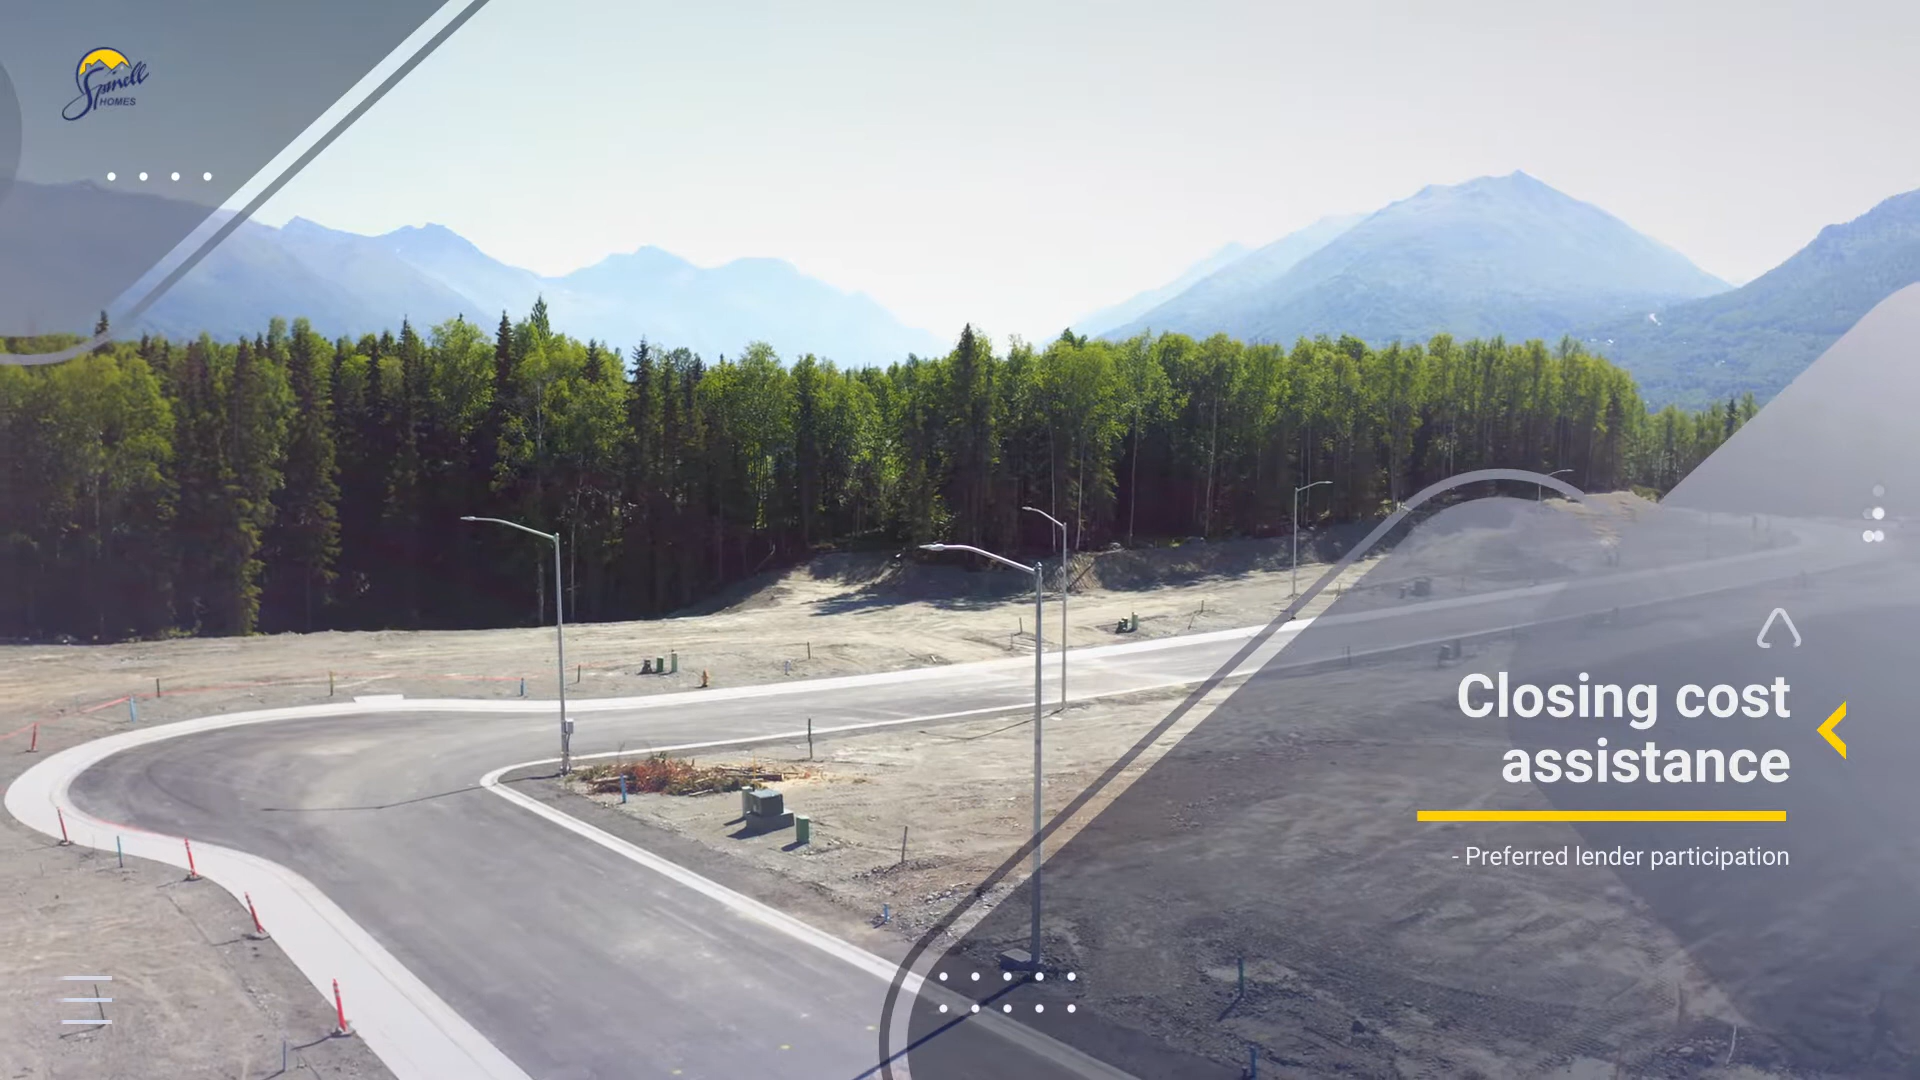 Spinell
HOMES
Closing cost
assistance
- Preferred lender participation